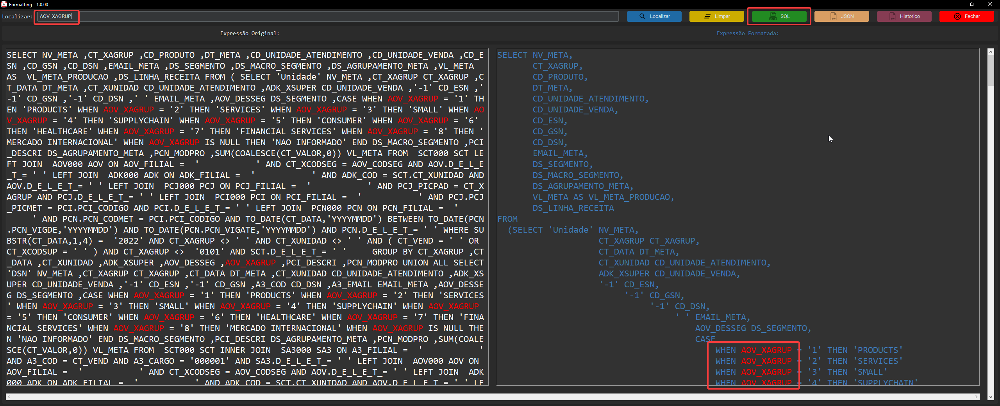 Formatting - 1.0.00
Localizar: AOV_XAGRUP Localizar Limpar SQL JSON Historico Fechar
Expressão Original:
Expressão Formatada:
SELECT NV_META ,CT_XAGRUP ,CD_PRODUTO ,DT_META ,CD_UNIDADE_ATENDIMENTO ,CD_UNIDADE_VENDA ,CD_E
SN ,CD_GSN ,CD_DSN ,EMAIL_META ,DS_SEGMENTO ,DS_MACRO_SEGMENTO ,DS_AGRUPAMENTO_META ,VL_META
AS  VL_META_PRODUCAO ,DS_LINHA_RECEITA FROM ( SELECT 'Unidade' NV_META ,CT_XAGRUP CT_XAGRUP ,C
T_DATA DT_META ,CT_XUNIDAD CD_UNIDADE_ATENDIMENTO ,ADK_XSUPER CD_UNIDADE_VENDA ,'-1' CD_ESN ,'
-1' CD_GSN ,'-1' CD_DSN ,' ' EMAIL_META ,AOV_DESSEG DS_SEGMENTO ,CASE WHEN AOV_XAGRUP = '1' TH
EN 'PRODUCTS' WHEN AOV_XAGRUP = '2' THEN 'SERVICES' WHEN AOV_XAGRUP = '3' THEN 'SMALL' WHEN AO
V_XAGRUP = '4' THEN 'SUPPLYCHAIN' WHEN AOV_XAGRUP = '5' THEN 'CONSUMER' WHEN AOV_XAGRUP = '6'
THEN 'HEALTHCARE' WHEN AOV_XAGRUP = '7' THEN 'FINANCIAL SERVICES' WHEN AOV_XAGRUP = '8' THEN '
MERCADO INTERNACIONAL' WHEN AOV_XAGRUP IS NULL THEN 'NAO INFORMADO' END DS_MACRO_SEGMENTO ,PCI
_DESCRI DS_AGRUPAMENTO_META ,PCN_MODPRO ,SUM(COALESCE(CT_VALOR,0)) VL_META FROM  SCT000 SCT LE
FT JOIN  AOV000 AOV ON AOV_FILIAL =  '           ' AND CT_XCODSEG = AOV_CODSEG AND AOV.D_E_L_E
_T_= ' ' LEFT JOIN  ADK000 ADK ON ADK_FILIAL =  '           ' AND ADK_COD = SCT.CT_XUNIDAD AND
AOV.D_E_L_E_T_= ' ' LEFT JOIN  PCJ000 PCJ ON PCJ_FILIAL =  '           ' AND PCJ_PICPAD = CT_X
AGRUP AND PCJ.D_E_L_E_T_= ' ' LEFT JOIN  PCI000 PCI ON PCI_FILIAL =  '           ' AND PCJ.PCJ
_PICMET = PCI.PCI_CODIGO AND PCI.D_E_L_E_T_= ' ' LEFT JOIN  PCN000 PCN ON PCN_FILIAL =  '
     ' AND PCN.PCN_CODMET = PCI.PCI_CODIGO AND TO_DATE(CT_DATA,'YYYYMMDD') BETWEEN TO_DATE(PCN
.PCN_VIGDE,'YYYYMMDD') AND TO_DATE(PCN.PCN_VIGATE,'YYYYMMDD') AND PCN.D_E_L_E_T_= ' ' WHERE SU
BSTR(CT_DATA,1,4) =  '2022' AND CT_XAGRUP <> ' ' AND CT_XUNIDAD <> ' ' AND ( CT_VEND = ' ' OR
CT_XCODSUP = ' ' ) AND CT_XAGRUP <>  '0101' AND SCT.D_E_L_E_T_= ' '     GROUP BY CT_XAGRUP ,CT
_DATA ,CT_XUNIDAD ,ADK_XSUPER ,AOV_DESSEG ,AOV_XAGRUP ,PCI_DESCRI ,PCN_MODPRO UNION ALL SELECT
'DSN' NV_META ,CT_XAGRUP CT_XAGRUP ,CT_DATA DT_META ,CT_XUNIDAD CD_UNIDADE_ATENDIMENTO ,ADK_XS
UPER CD_UNIDADE_VENDA ,'-1' CD_ESN ,'-1' CD_GSN ,A3_COD CD_DSN ,A3_EMAIL EMAIL_META ,AOV_DESSE
G DS_SEGMENTO ,CASE WHEN AOV_XAGRUP = '1' THEN 'PRODUCTS' WHEN AOV_XAGRUP = '2' THEN 'SERVICES
' WHEN AOV_XAGRUP = '3' THEN 'SMALL' WHEN AOV_XAGRUP = '4' THEN 'SUPPLYCHAIN' WHEN AOV_XAGRUP
= '5' THEN 'CONSUMER' WHEN AOV_XAGRUP = '6' THEN 'HEALTHCARE' WHEN AOV_XAGRUP = '7' THEN 'FINA
NCIAL SERVICES' WHEN AOV_XAGRUP = '8' THEN 'MERCADO INTERNACIONAL' WHEN AOV_XAGRUP IS NULL THE
N 'NAO INFORMADO' END DS_MACRO_SEGMENTO ,PCI_DESCRI DS_AGRUPAMENTO_META ,PCN_MODPRO ,SUM(COALE
SCE(CT_VALOR,0)) VL_META FROM  SCT000 SCT INNER JOIN  SA3000 SA3 ON A3_FILIAL =  '           '
AND A3_COD = CT_VEND AND A3_CARGO = '000001' AND SA3.D_E_L_E_T_= ' ' LEFT JOIN  AOV000 AOV ON
AOV_FILIAL =  '           ' AND CT_XCODSEG = AOV_CODSEG AND AOV.D_E_L_E_T_= ' ' LEFT JOIN  ADK
000 ADK ON ADK_FILIAL =  '           ' AND ADK_COD = SCT.CT_XUNIDAD AND AOV.D_E_L_E_T_= ' ' LE
SELECT NV_META,
CT_XAGRUP,
CD_PRODUTO,
DT_META,
CD_UNIDADE_ATENDIMENTO,
CD_UNIDADE_VENDA,
CD_ESN,
CD_GSN,
CD_DSN,
EMAIL_META,
DS_SEGMENTO,
DS_MACRO_SEGMENTO,
DS_AGRUPAMENTO_META,
VL_META AS VL_META_PRODUCAO,
DS_LINHA_RECEITA
FROM
(SELECT 'Unidade' NV_META,
CT_XAGRUP CT_XAGRUP,
CT_DATA DT_META,
CT_XUNIDAD CD_UNIDADE_ATENDIMENTO,
ADK_XSUPER CD_UNIDADE_VENDA,
'-1' CD_ESN,
'-1' CD_GSN,
'-1' CD_DSN,
' ' EMAIL_META,
AOV_DESSEG DS_SEGMENTO,
CASE
WHEN AOV_XAGRUP = '1' THEN 'PRODUCTS'
WHEN AOV_XAGRUP = '2' THEN 'SERVICES'
WHEN AOV_XAGRUP = '3' THEN 'SMALL'
WHEN AOV_XAGRUP = '4' THEN 'SUPPLYCHAIN'